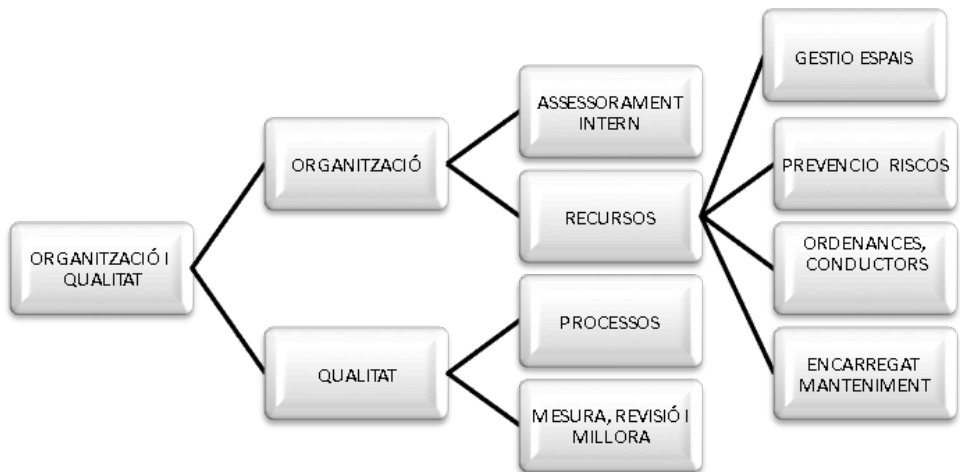 ORGANITZACIÓ I
QUALITAT
ORGANITZACIÓ
QUALITAT
ASSESSORAMENT
INTERN
RECURSOS
PROCESSOS
MESURA, REVISIÓ I
MILLORA
GESTIO ESPAIS
PREVENCIO RISCOS
ORDENANCES,
CONDUCTORS
ENCARREGAT
MANTENIMENT